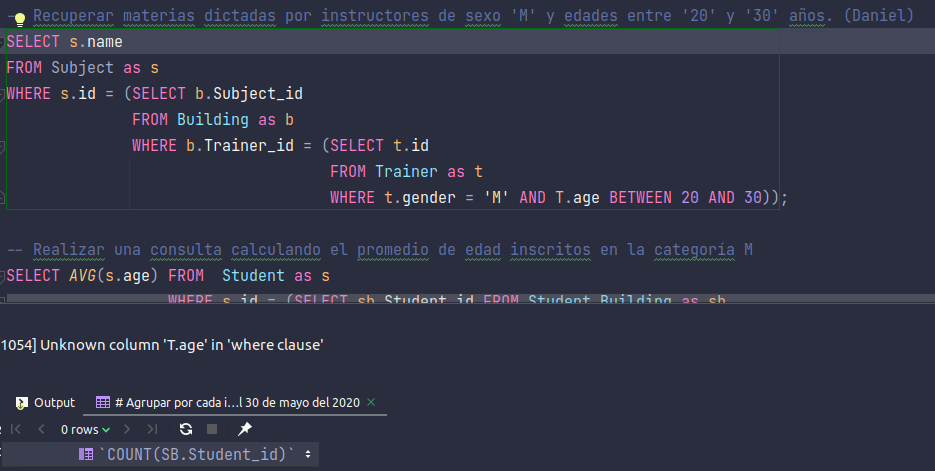 -- Recuperar materias dictadas por instructores de sexo 'M' y edades entre '20' y '30' años. (Daniel)
SELECT s.name
FROM Subject as s
WHERE s.id = (SELECT b.Subject_id
FROM Building as b
WHERE b.Trainer_id = (SELECT t.id
FROM Trainer as t
WHERE t.gender = 'M' AND T.age BETWEEN 20 AND 30));
-- Realizar una consulta calculando el promedio de edad inscritos en la categoría M
SELECT AVG(s.age) FROM Student as s
WHERE s.id = (SELECT sb.Student_id FROM Student_Building as sb
1054] Unknown column 'T.age' in 'where clause'
Output
# Agrupar por cada i...l 30 de mayo del 2020
0 rows
`COUNT(SB.Student_id)`